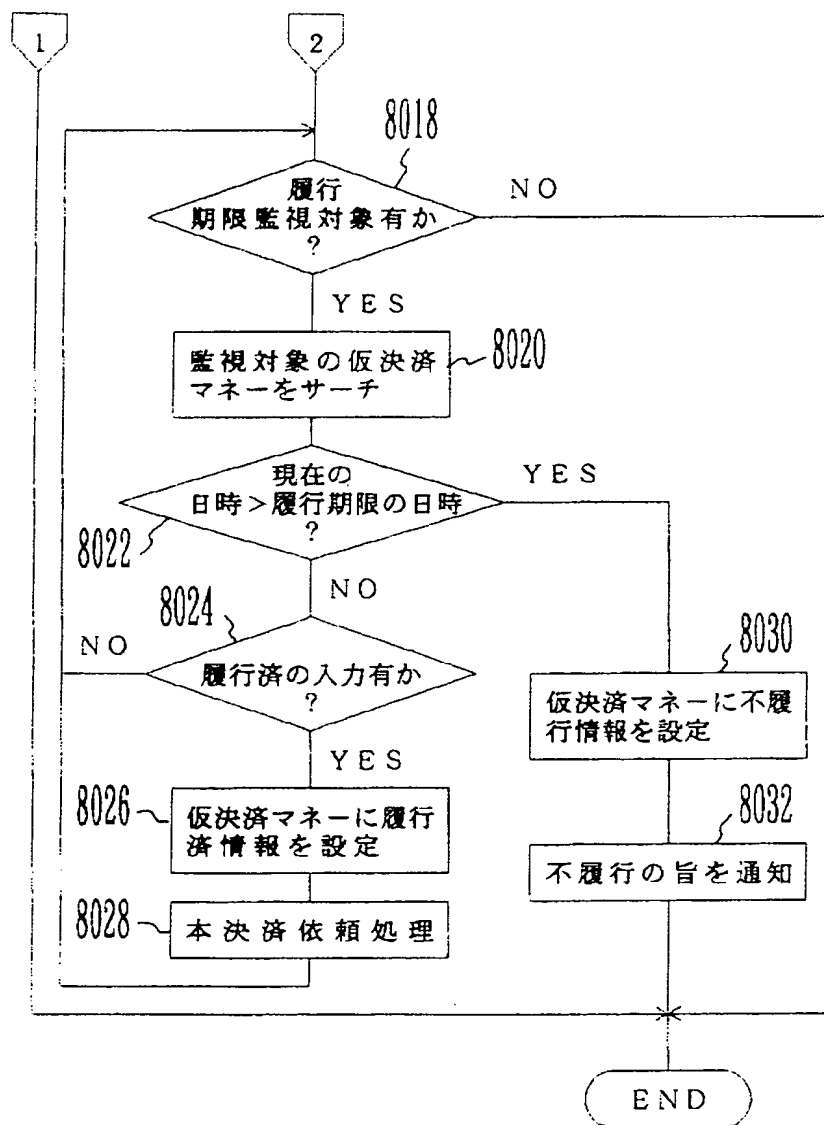 1
2
8018
履行
期限監視対象有か
?
NO
YES
監視対象の仮決済
マネーをサーチ
8020
現在の
日時>履行期限の日時
?
YES
8022
NO
8024
NO
履行済の入力有か
?
8030
仮決済マネーに不履
行情報を設定
YES
8026
仮決済マネーに履行
済情報を設定
8032
不履行の旨を通知
8028
本決済依頼処理
END